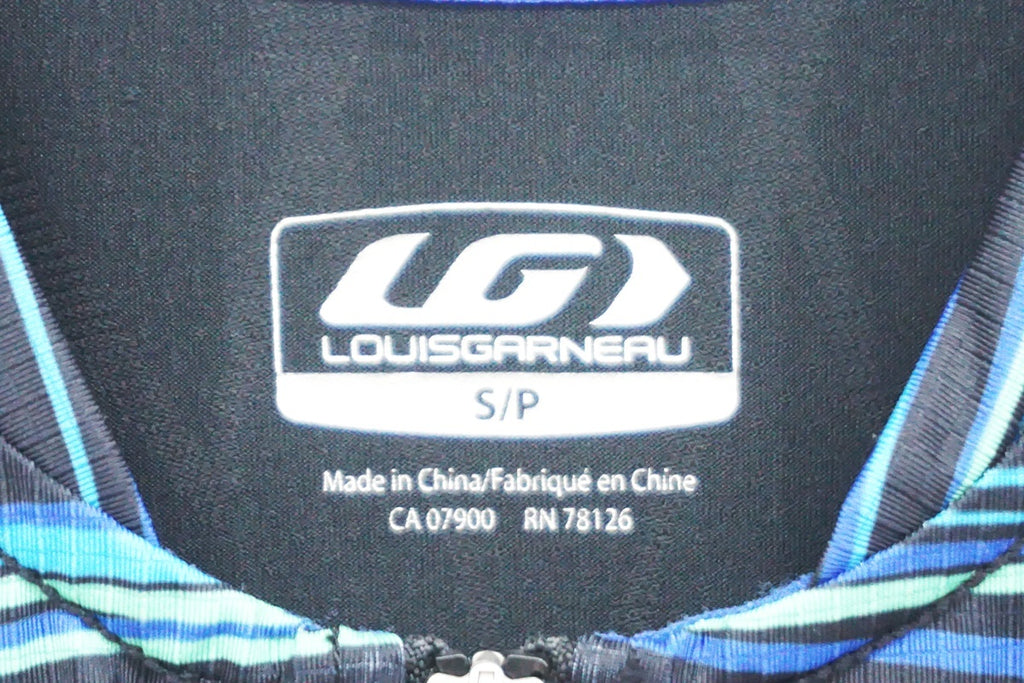 LG
LOUISGARNEAU
S/P
Made in China/Fabriqué en Chine
CA 07900 RN 78126